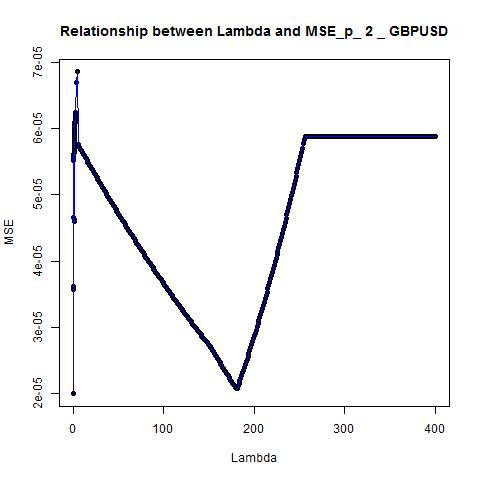 Relationship between Lambda and MSE_p_ 2 _ GBPUSD
7e-05
6e-05
5e-05
4e-05
3e-05
2e-05
MSE
0
100
200
300
400
Lambda